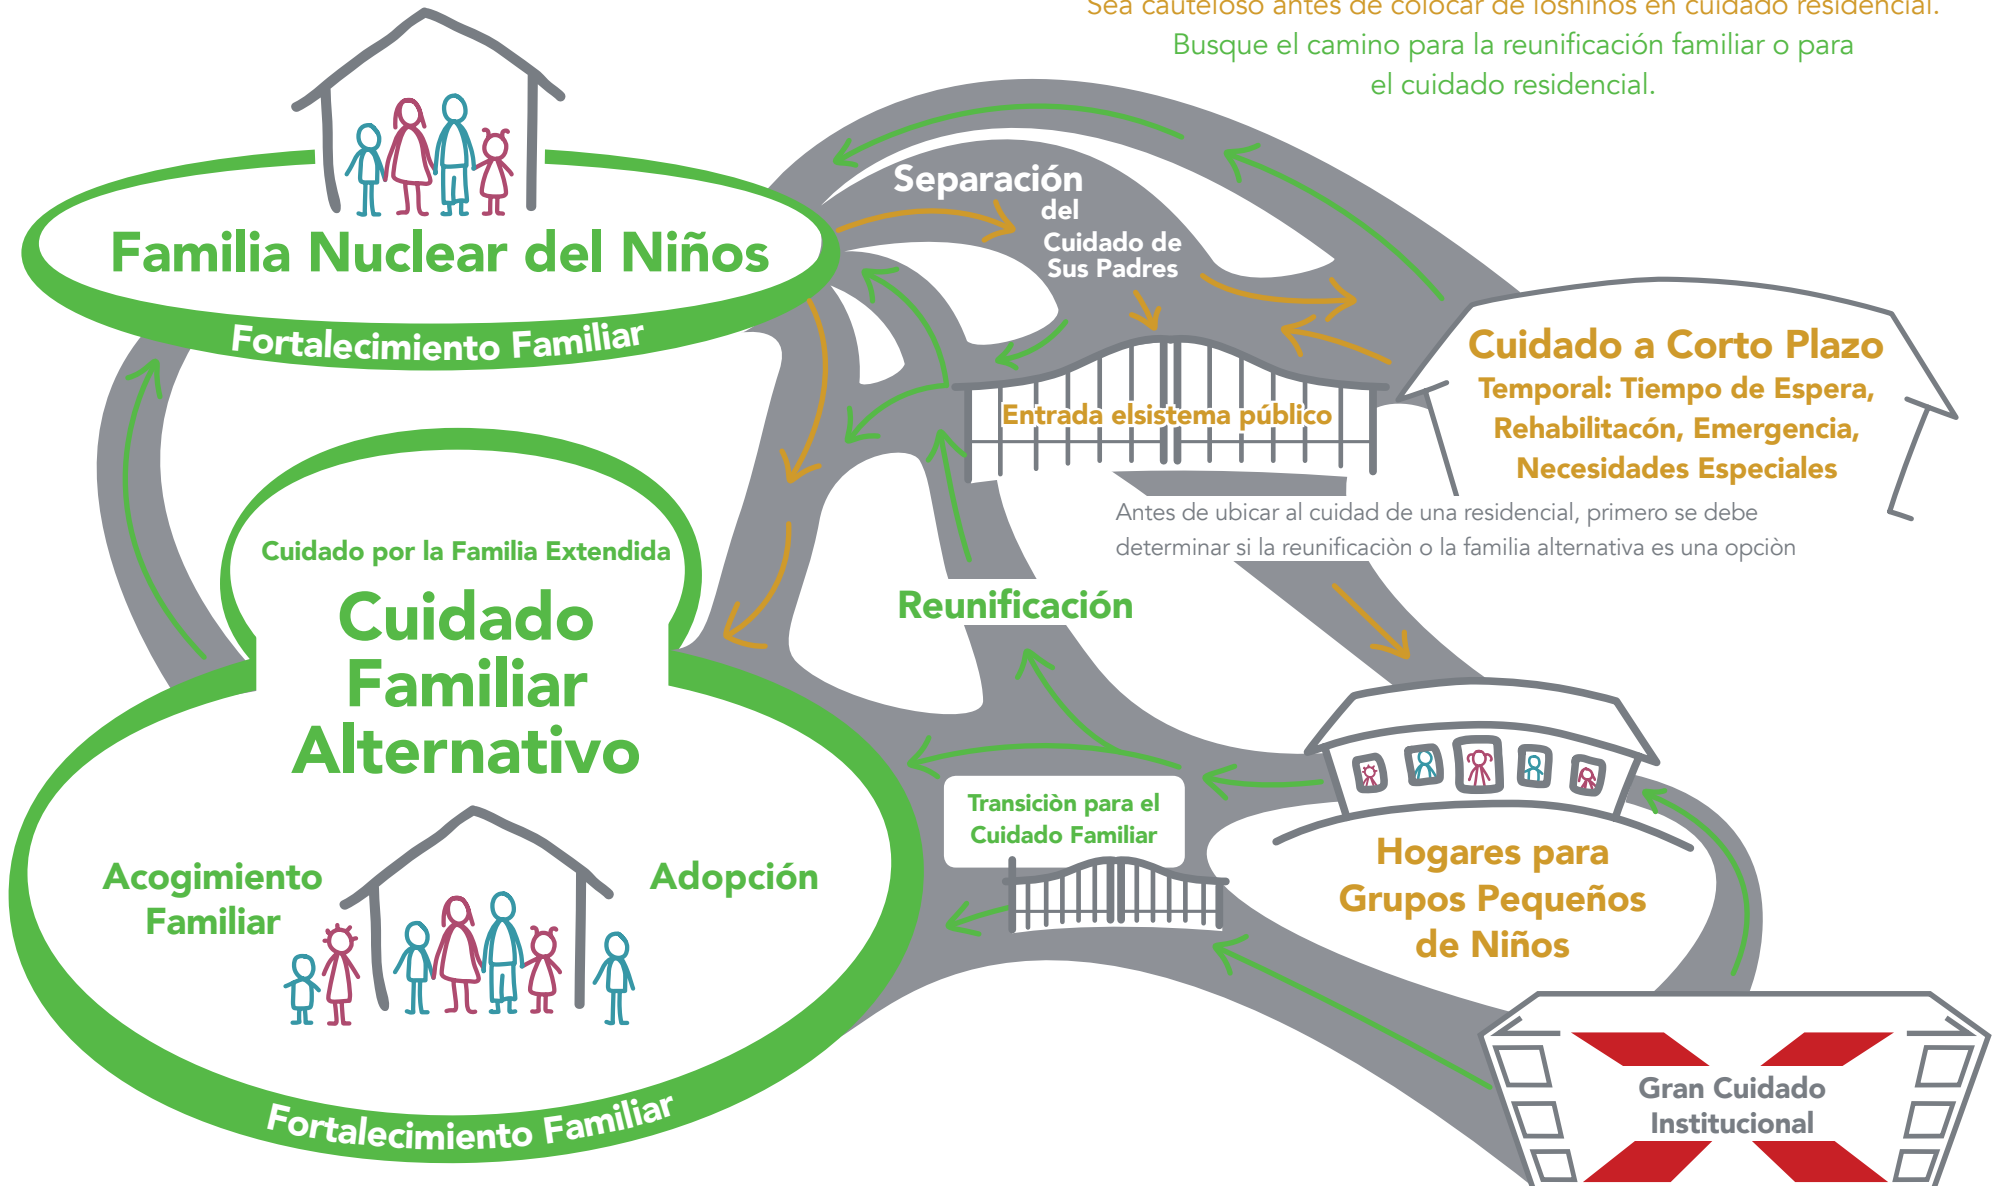 Sea cauteloso antes de colocar de losniños en cuidado residencial.
Busque el camino para la reunificación familiar o para
el cuidado residencial.
Separación
del
Cuidado de
Sus Padres
Familia Nuclear del Niños
Fortalecimiento Familiar
Cuidado a Corto Plazo
Temporal: Tiempo de Espera,
Rehabilitacón, Emergencia,
Necesidades Especiales
Entrada elsistema público
Antes de ubicar al cuidad de una residencial, primero se debe
determinar si la reunificaciòn o la familia alternativa es una opciòn
Cuidado por la Familia Extendida
Cuidado
Familiar
Alternativo
Reunificación
Transiciòn para el
Cuidado Familiar
Acogimiento
Familiar
Adopción
Hogares para
Grupos Pequeños
de Niños
Gran Cuidado
Institucional
Fortalecimiento Familiar